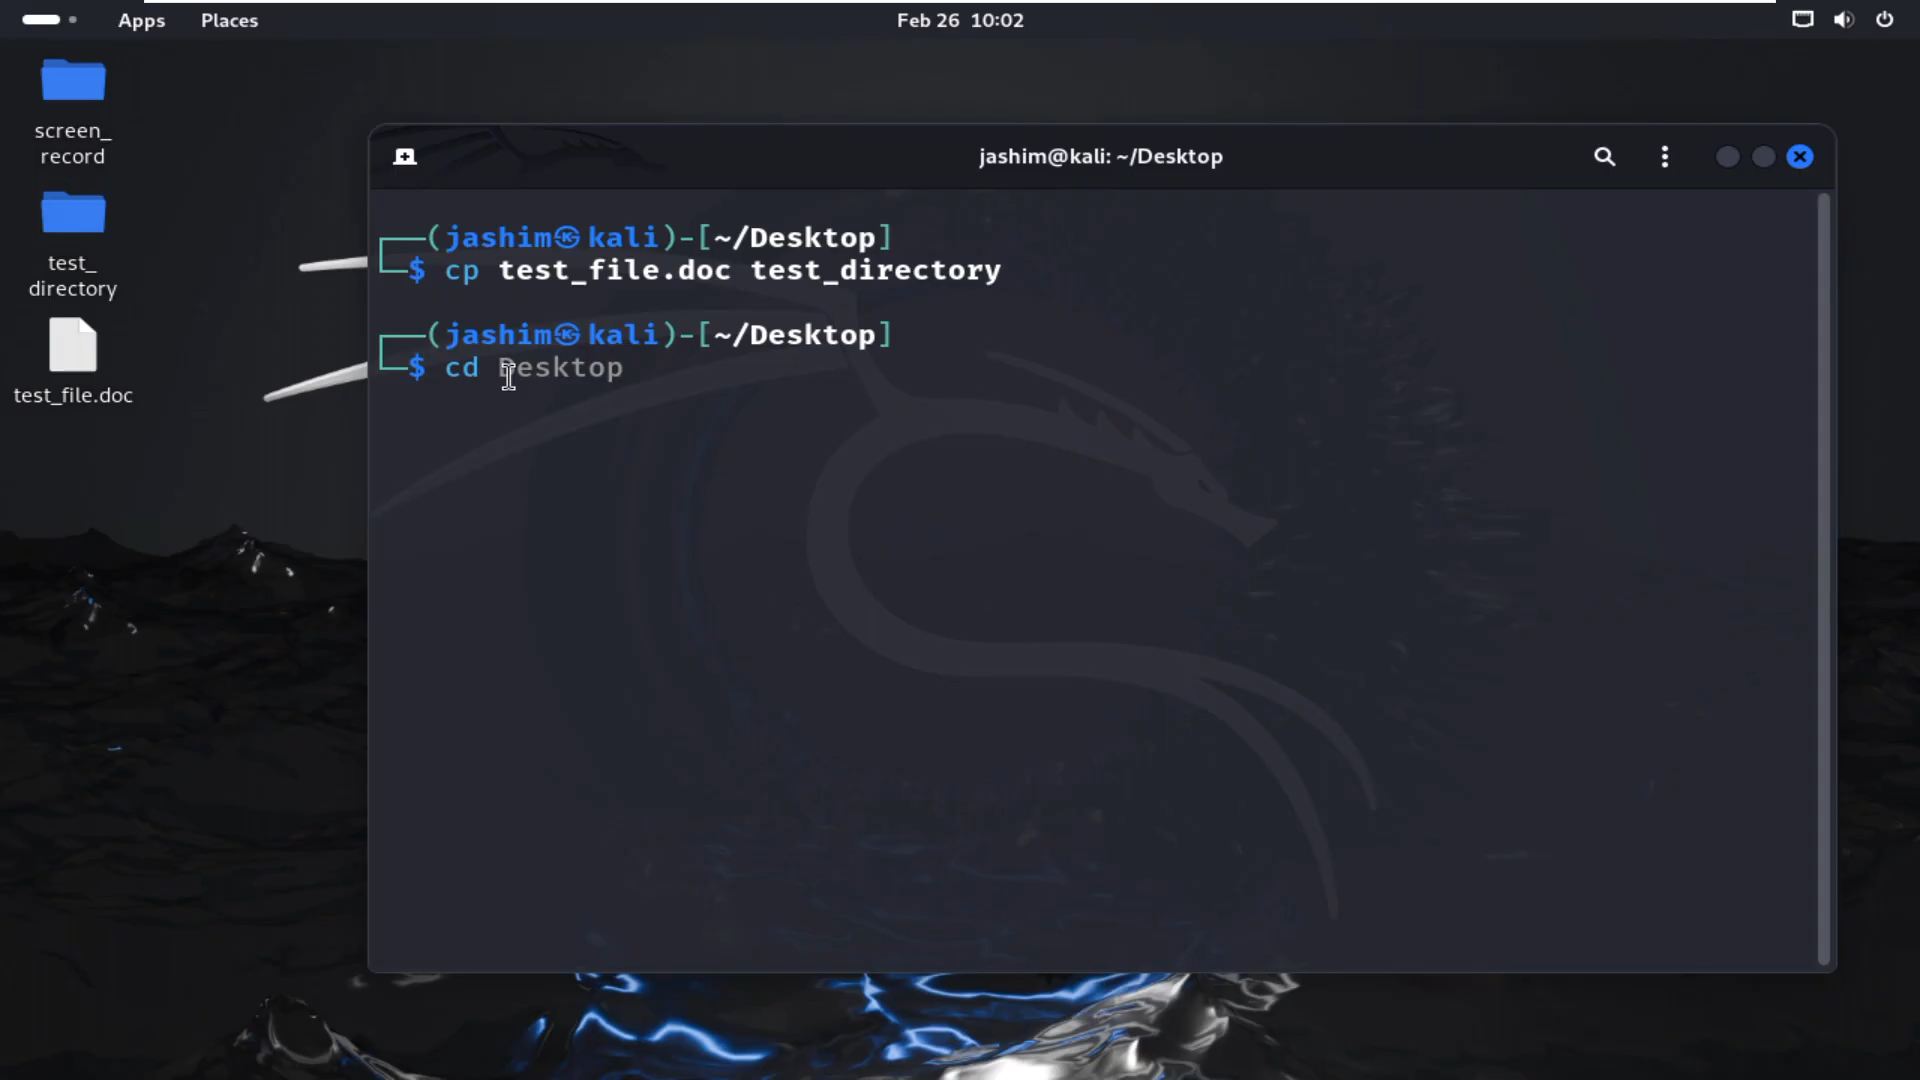 Apps Places Feb 26 10:02
screen_
record
test_
directory
test_file.doc
jashim@kali: ~/Desktop
┌──(jashim㉿kali)-[~/Desktop]
└─$ cp test_file.doc test_directory
┌──(jashim㉿kali)-[~/Desktop]
└─$ cd Desktop